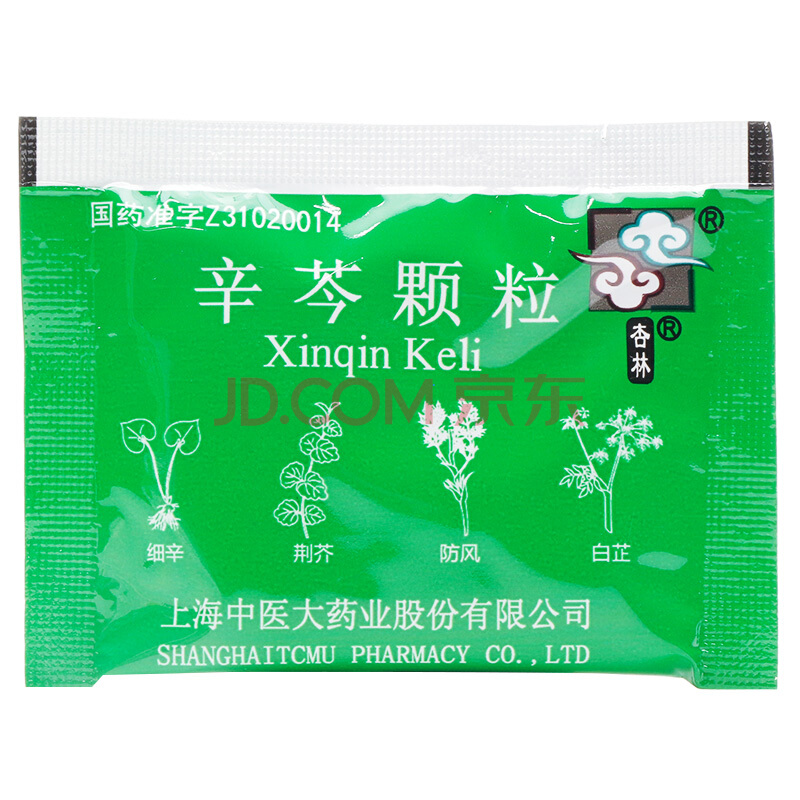 国药准字Z31020014
®
辛芩颗粒
Xinqin Keli
杏林®
JD.COM 京东
细辛 荆芥 防风 白芷
上海中医大药业股份有限公司
SHANGHAITCMU PHARMACY CO.,LTD